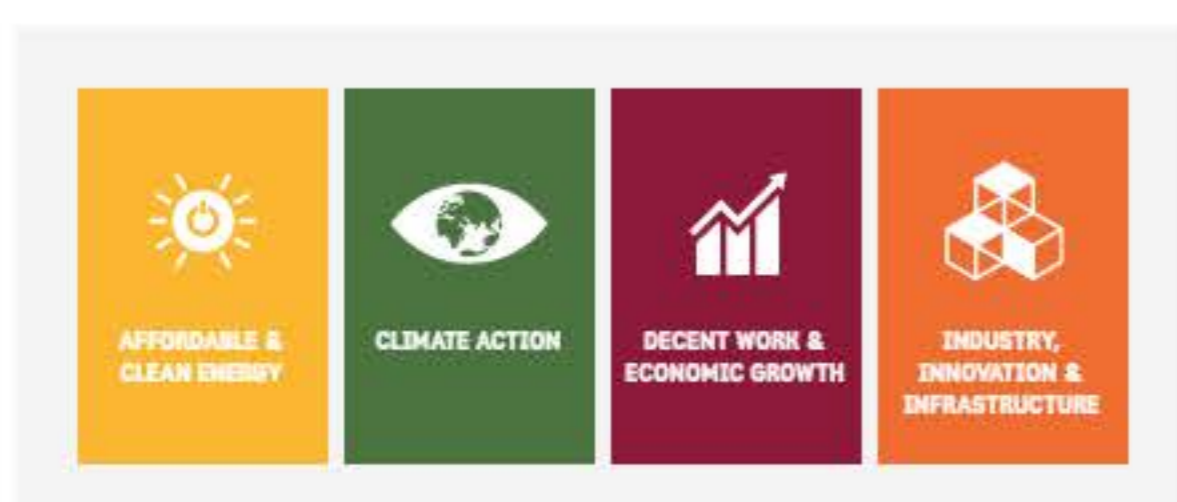 AFFORDABLE &
CLEAN ENERGY
CLIMATE ACTION
DECENT WORK &
ECONOMIC GROWTH
INDUSTRY,
INNOVATION &
INFRASTRUCTURE